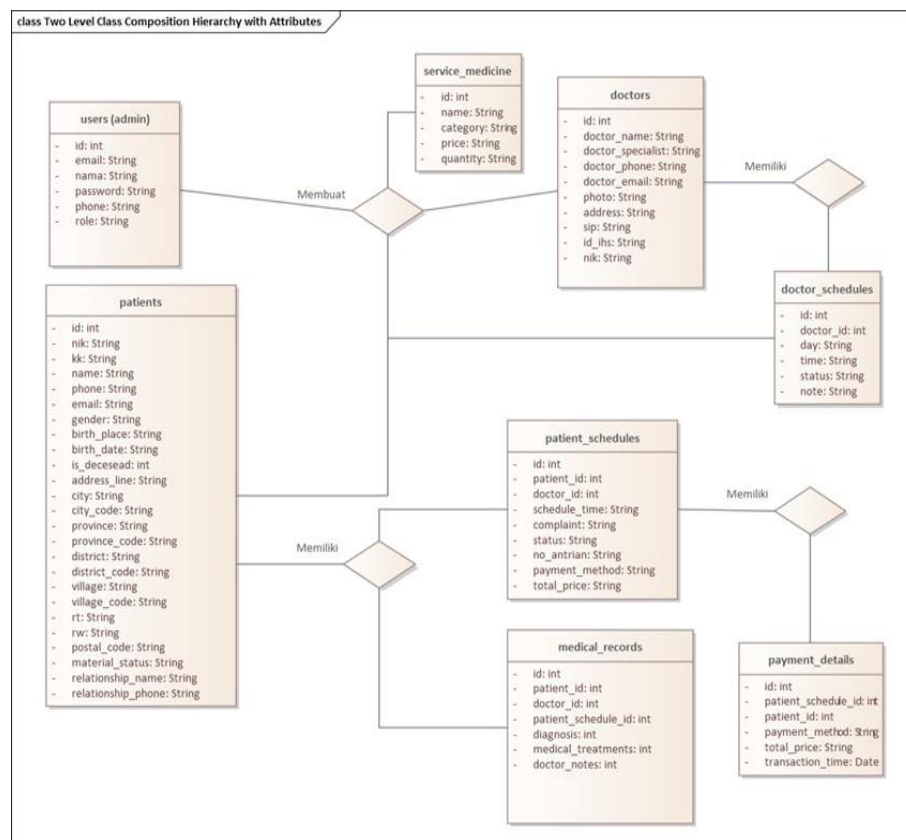 class Two Level Class Composition Hierarchy with Attributes
service_medicine
- id: int
- name: String
- category: String
- price: String
- quantity: String
users (admin)
- id: int
- email: String
- nama: String
- password: String
- phone: String
- role: String
Membuat
doctors
- id: int
- doctor_name: String
- doctor_specialist: String
- doctor_phone: String
- doctor_email: String
- photo: String
- address: String
- sip: String
- id_ihs: String
- nik: String
Memiliki
doctor_schedules
- id: int
- doctor_id: int
- day: String
- time: String
- status: String
- note: String
patients
- id: int
- nik: String
- kk: String
- name: String
- phone: String
- email: String
- gender: String
- birth_place: String
- birth_date: String
- is_decesead: int
- address_line: String
- city: String
- city_code: String
- province: String
- province_code: String
- district: String
- district_code: String
- village: String
- village_code: String
- rt: String
- rw: String
- postal_code: String
- material_status: String
- relationship_name: String
- relationship_phone: String
Memiliki
patient_schedules
- id: int
- patient_id: int
- doctor_id: int
- schedule_time: String
- complaint: String
- status: String
- no_antrian: String
- payment_method: String
- total_price: String
Memiliki
medical_records
- id: int
- patient_id: int
- doctor_id: int
- patient_schedule_id: int
- diagnosis: int
- medical_treatments: int
- doctor_notes: int
payment_details
- id: int
- patient_schedule_id: int
- patient_id: int
- payment_method: String
- total_price: String
- transaction_time: Date